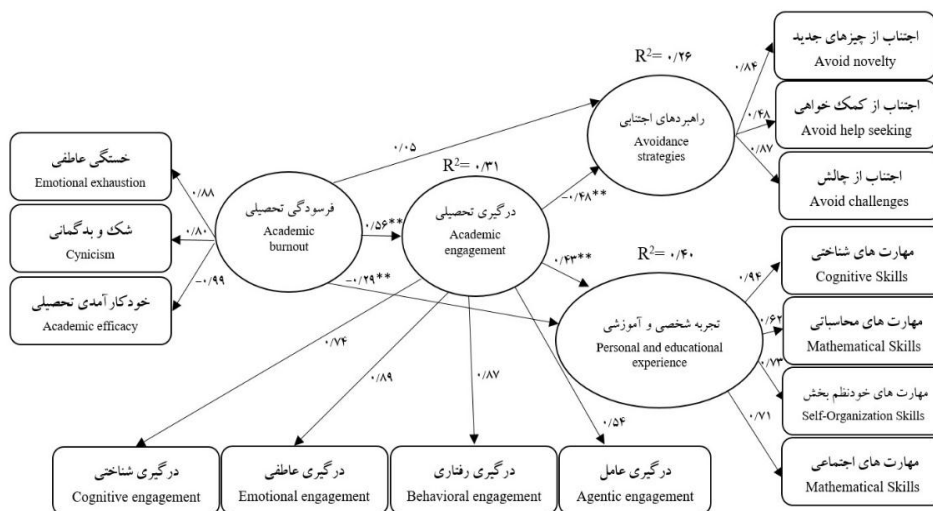 اجتناب از چیزهای جدید
Avoid novelty
اجتناب از کمک خواهی
Avoid help seeking
اجتناب از چالش
Avoid challenges
R²= ۰/۲۶
راهبردهای اجتنابی
Avoidance
strategies
۰/۸۴
۰/۴۸
۰/۸۷
۰/۰۵
R²= ۰/۳۱
خستگی عاطفی
Emotional exhaustion
شک و بدگمانی
Cynicism
خودکارآمدی تحصیلی
Academic efficacy
۰/۸۸
۰/۸۰
−۰/۹۹
فرسودگی تحصیلی
Academic
burnout
۰/۵۶**
درگیری تحصیلی
Academic
engagement
−۰/۴۸**
۰/۴۳**
−۰/۲۹**
R²= ۰/۴۰
تجربه شخصی و آموزشی
Personal and educational
experience
۰/۹۴
۰/۶۲
۰/۷۳
۰/۷۱
مهارت های شناختی
Cognitive Skills
مهارت های محاسباتی
Mathematical Skills
مهارت های خودنظم بخش
Self-Organization Skills
مهارت های اجتماعی
Mathematical Skills
۰/۷۴
۰/۸۹
۰/۸۷
۰/۵۴
درگیری شناختی
Cognitive engagement
درگیری عاطفی
Emotional engagement
درگیری رفتاری
Behavioral engagement
درگیری عامل
Agentic engagement